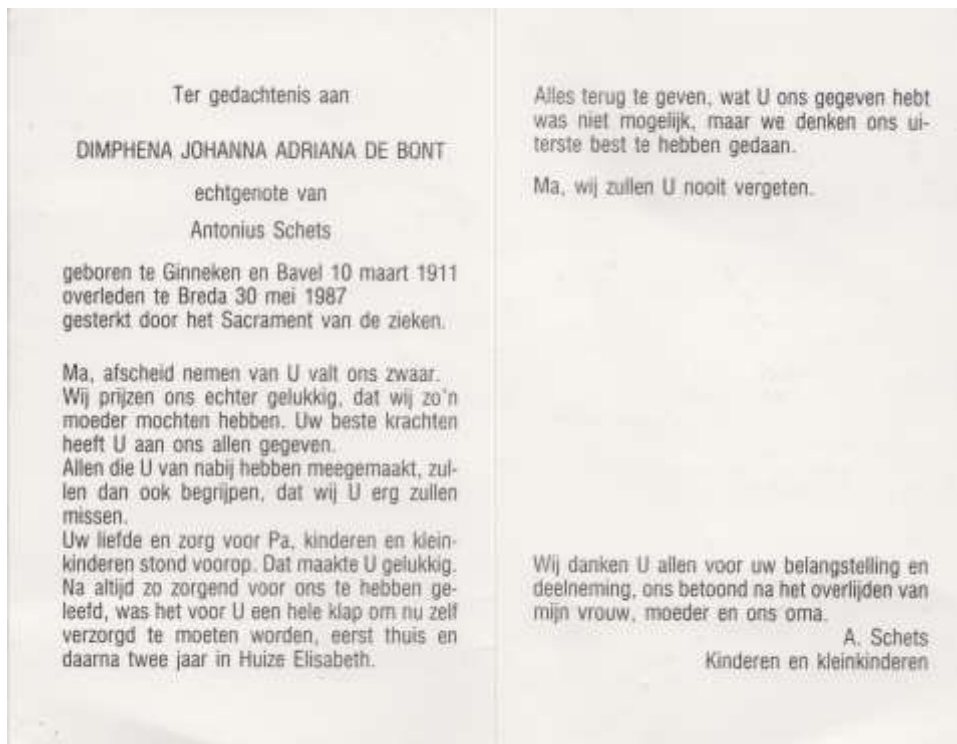 Ter gedachtenis aan
DIMPHENA JOHANNA ADRIANA DE BONT
echtgenote van
Antonius Schets
geboren te Ginneken en Bavel 10 maart 1911
overleden te Breda 30 mei 1987
gesterkt door het Sacrament van de zieken.
Ma, afscheid nemen van U valt ons zwaar.
Wij prijzen ons echter gelukkig, dat wij zo'n
moeder mochten hebben. Uw beste krachten
heeft U aan ons allen gegeven.
Allen die U van nabij hebben meegemaakt, zul-
len dan ook begrijpen, dat wij U erg zullen
missen.
Uw liefde en zorg voor Pa, kinderen en klein-
kinderen stond voorop. Dat maakte U gelukkig.
Na altijd zo zorgend voor ons te hebben ge-
leefd, was het voor U een hele klap om nu zelf
verzorgd te moeten worden, eerst thuis en
daarna twee jaar in Huize Elisabeth.
Alles terug te geven, wat U ons gegeven hebt
was niet mogelijk, maar we denken ons ui-
terste best te hebben gedaan.
Ma, wij zullen U nooit vergeten.
Wij danken U allen voor uw belangstelling en
deelneming, ons betoond na het overlijden van
mijn vrouw, moeder en ons oma.
A. Schets
Kinderen en kleinkinderen